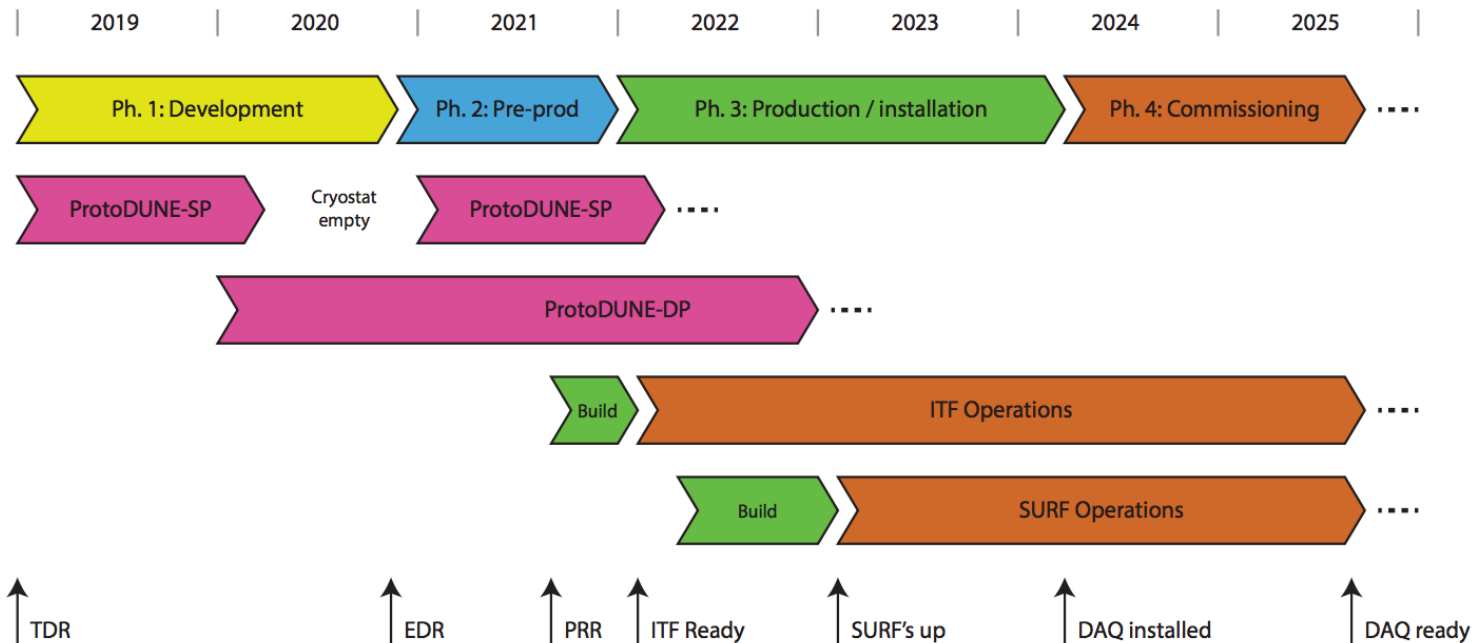 2019 2020 2021 2022 2023 2024 2025
Ph. 1: Development Ph. 2: Pre-prod Ph. 3: Production / installation Ph. 4: Commissioning
ProtoDUNE-SP Cryostat ProtoDUNE-SP
empty
ProtoDUNE-DP
Build ITF Operations
Build SURF Operations
TDR EDR PRR ITF Ready SURF's up DAQ installed DAQ ready